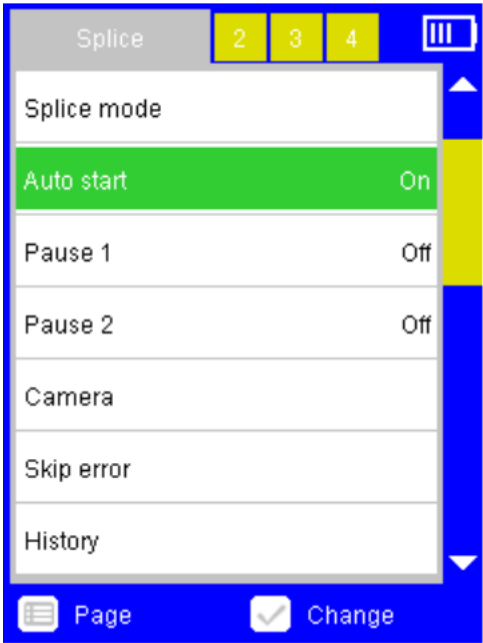 Splice 2 3 4
Splice mode
Auto start On
Pause 1 Off
Pause 2 Off
Camera
Skip error
History
Page Change